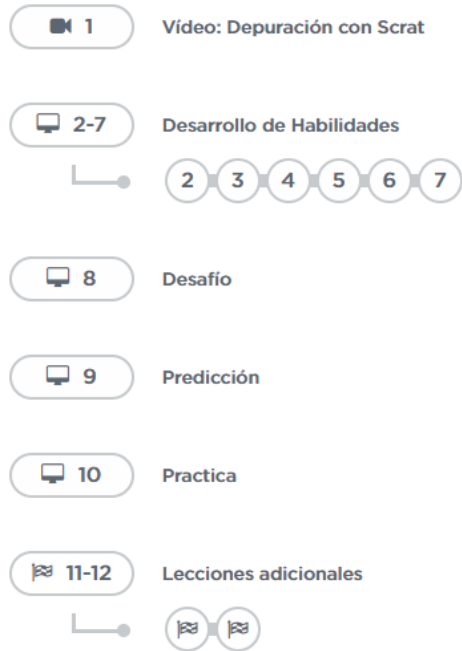 1 Vídeo: Depuración con Scrat
2-7 Desarrollo de Habilidades
2 3 4 5 6 7
8 Desafío
9 Predicción
10 Practica
11-12 Lecciones adicionales